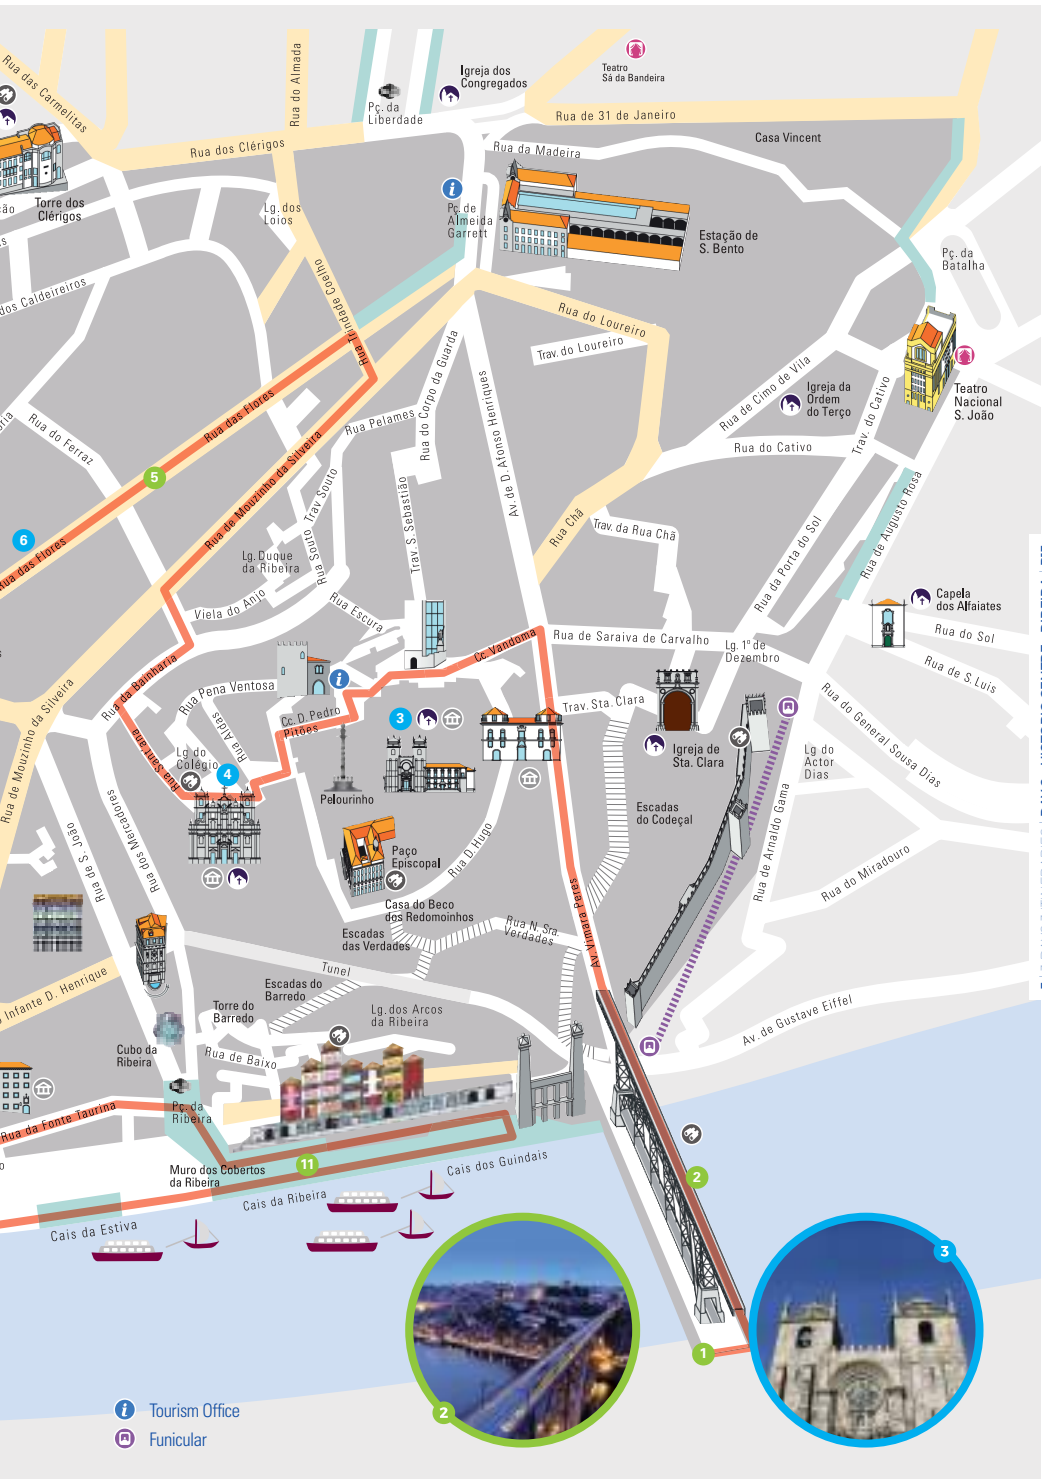 Rua das Carmelitas
Rua do Almada
Igreja dos
Congregados
Teatro
Sá da Bandeira
Pç. da
Liberdade
Rua de 31 de Janeiro
Casa Vincent
Rua dos Clérigos
Rua da Madeira
Torre dos
Clérigos
Lg. dos
Loios
i
Pç. de
Almeida
Garrett
Estação de
S. Bento
Pç. da
Batalha
dos Caldeireiros
Rua Trindade Coelho
Rua do Loureiro
Trav. do Loureiro
Rua do Corpo da Guarda
Av. de D. Afonso Henriques
Rua de Cimo de Vila
Igreja da
Ordem
do Terço
Trav. do Cativo
Teatro
Nacional
S. João
Rua das Flores
Rua Pelames
Rua do Ferraz
Rua do Cativo
5
Rua de Mouzinho da Silveira
Trav Souto
Trav. S. Sebastião
Rua Chã
Trav. da Rua Chã
Rua da Porta do Sol
Rua de Augusto Rosa
6
Rua das Flores
Lg. Duque
da Ribeira
Rua Souto
Viela do Anjo
Rua Escura
Capela
dos Alfaiates
Rua do Sol
Cc. Vandoma
Rua de Saraiva de Carvalho
Lg. 1º de
Dezembro
Rua de S. Luis
Rua da Bainharia
Rua Pena Ventosa
i
Rua de Mouzinho da Silveira
Rua Sant'ana
Rua Aldas
Cc. D. Pedro
Pitões
3
Trav. Sta. Clara
Igreja de
Sta. Clara
Rua do General Sousa Dias
Lg do
Actor
Dias
Lg do
Colégio
4
Pelourinho
Escadas
do Codeçal
Rua de Arnaldo Gama
Rua de S. João
Rua dos Mercadores
Paço
Episcopal
Rua D. Hugo
Rua do Miradouro
Casa do Beco
dos Redomoinhos
Escadas
das Verdades
Rua N. Sra.
Verdades
Av Vimara Peres
Tunel
Infante D. Henrique
Escadas do
Barredo
Torre do
Barredo
Lg. dos Arcos
da Ribeira
Av. de Gustave Eiffel
Cubo da
Ribeira
Rua de Baixo
Pç. da
Ribeira
Rua da Fonte Taurina
Muro dos Cobertos
da Ribeira
11
Cais dos Guindais
Cais da Ribeira
Cais da Estiva
2
3
1
2
i Tourism Office
Funicular